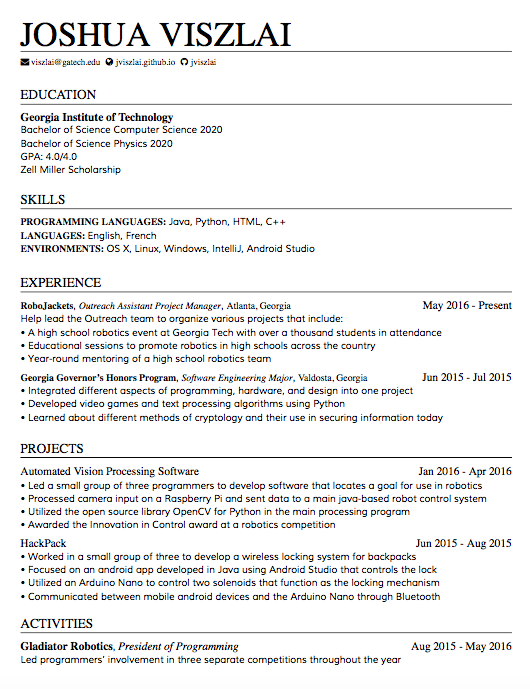 JOSHUA VISZLAI
viszlai@gatech.edu jviszlai.github.io jviszlai
EDUCATION
Georgia Institute of Technology
Bachelor of Science Computer Science 2020
Bachelor of Science Physics 2020
GPA: 4.0/4.0
Zell Miller Scholarship
SKILLS
PROGRAMMING LANGUAGES: Java, Python, HTML, C++
LANGUAGES: English, French
ENVIRONMENTS: OS X, Linux, Windows, IntelliJ, Android Studio
EXPERIENCE
RoboJackets, Outreach Assistant Project Manager, Atlanta, Georgia May 2016 - Present
Help lead the Outreach team to organize various projects that include:
• A high school robotics event at Georgia Tech with over a thousand students in attendance
• Educational sessions to promote robotics in high schools across the country
• Year-round mentoring of a high school robotics team
Georgia Governor's Honors Program, Software Engineering Major, Valdosta, Georgia Jun 2015 - Jul 2015
• Integrated different aspects of programming, hardware, and design into one project
• Developed video games and text processing algorithms using Python
• Learned about different methods of cryptology and their use in securing information today
PROJECTS
Automated Vision Processing Software Jan 2016 - Apr 2016
• Led a small group of three programmers to develop software that locates a goal for use in robotics
• Processed camera input on a Raspberry Pi and sent data to a main java-based robot control system
• Utilized the open source library OpenCV for Python in the main processing program
• Awarded the Innovation in Control award at a robotics competition
HackPack Jun 2015 - Aug 2015
• Worked in a small group of three to develop a wireless locking system for backpacks
• Focused on an android app developed in Java using Android Studio that controls the lock
• Utilized an Arduino Nano to control two solenoids that function as the locking mechanism
• Communicated between mobile android devices and the Arduino Nano through Bluetooth
ACTIVITIES
Gladiator Robotics, President of Programming Aug 2015 - May 2016
Led programmers' involvement in three separate competitions throughout the year